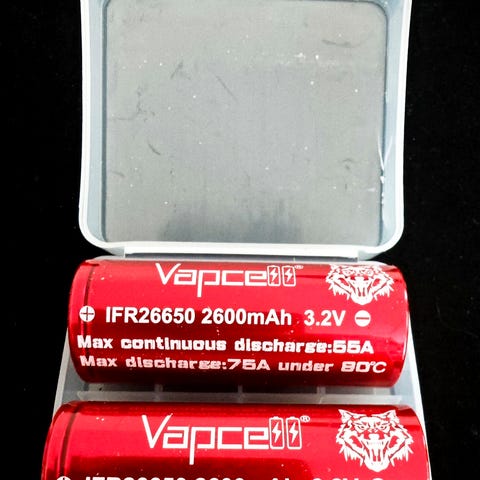 Vapcell®
⊕ IFR26650 2600mAh 3.2V ⊖
Max continuous discharge:55A
Max discharge:75A under 80℃
Vapcell®